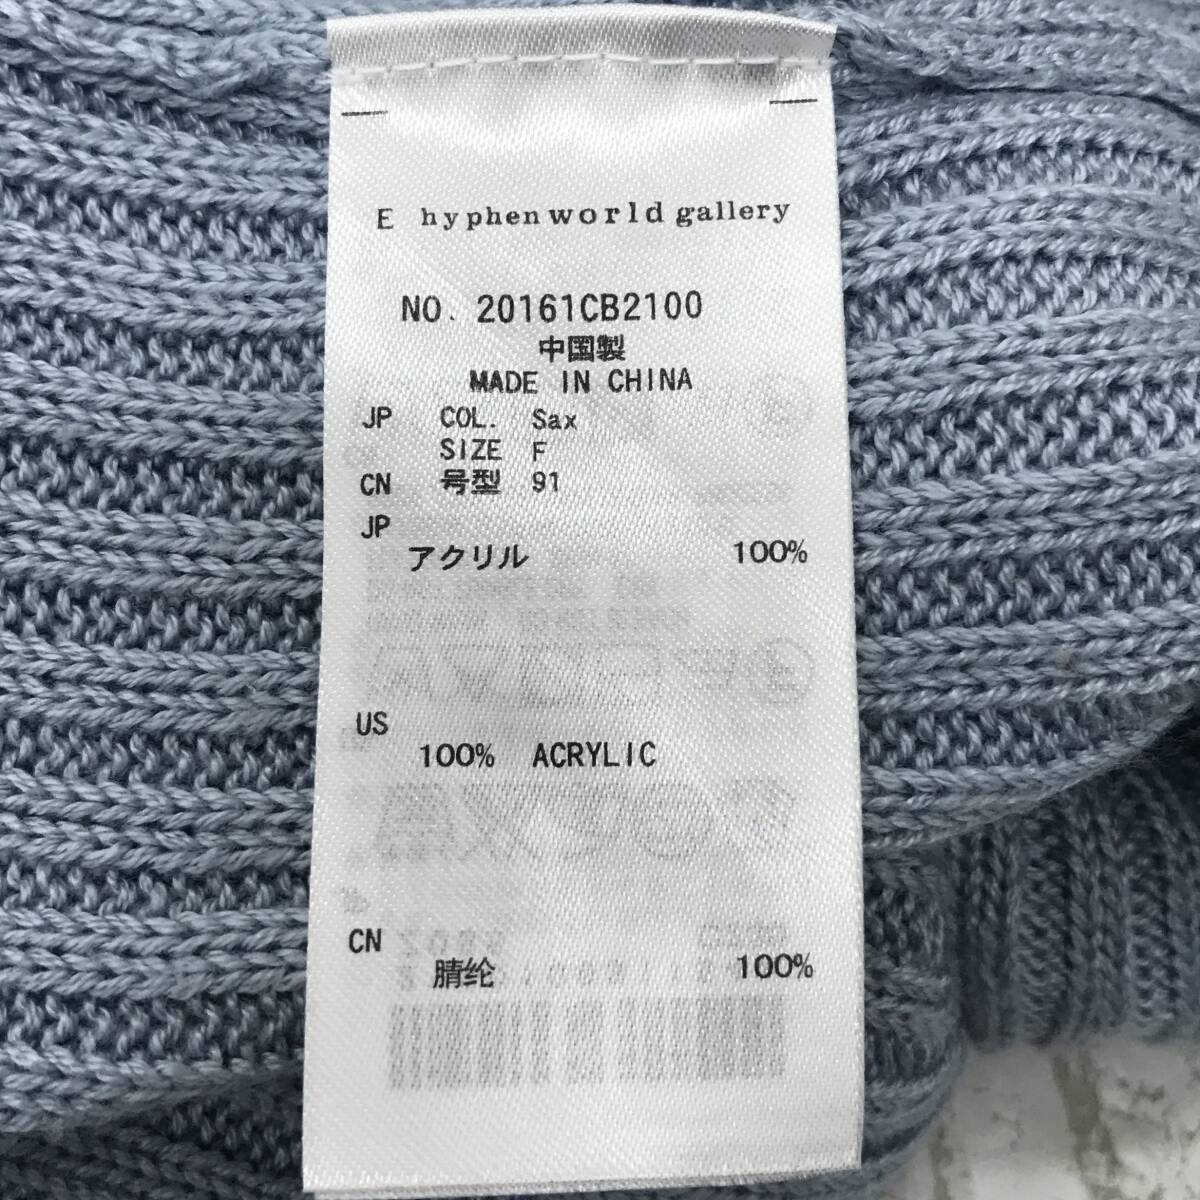 E hyphen world gallery
NO. 20161CB2100
中国製
MADE IN CHINA
JP COL. Sax
SIZE F
CN 号型 91
JP
アクリル 100%
US
100% ACRYLIC
CN
腈纶 100%